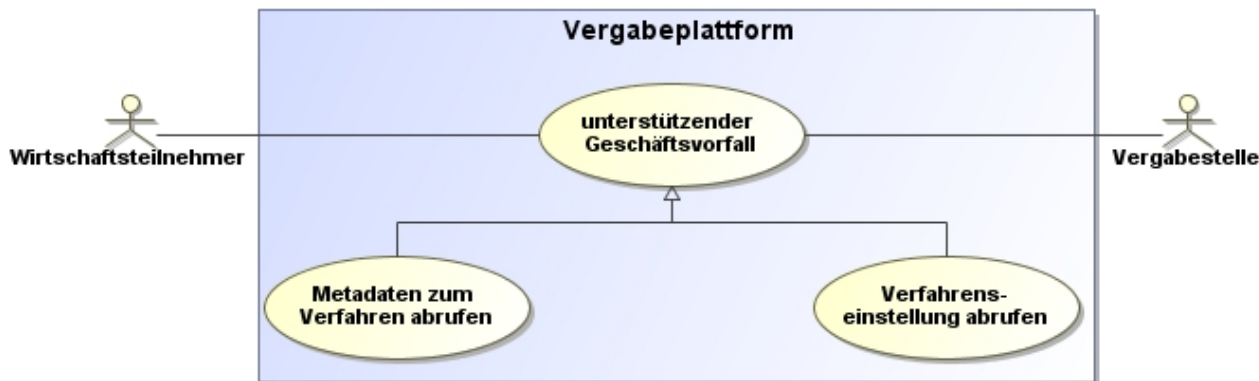 Vergabeplattform
unterstützender
Geschäftsvorfall
Wirtschaftsteilnehmer
Vergabestelle
Metadaten zum
Verfahren abrufen
Verfahrens-
einstellung abrufen